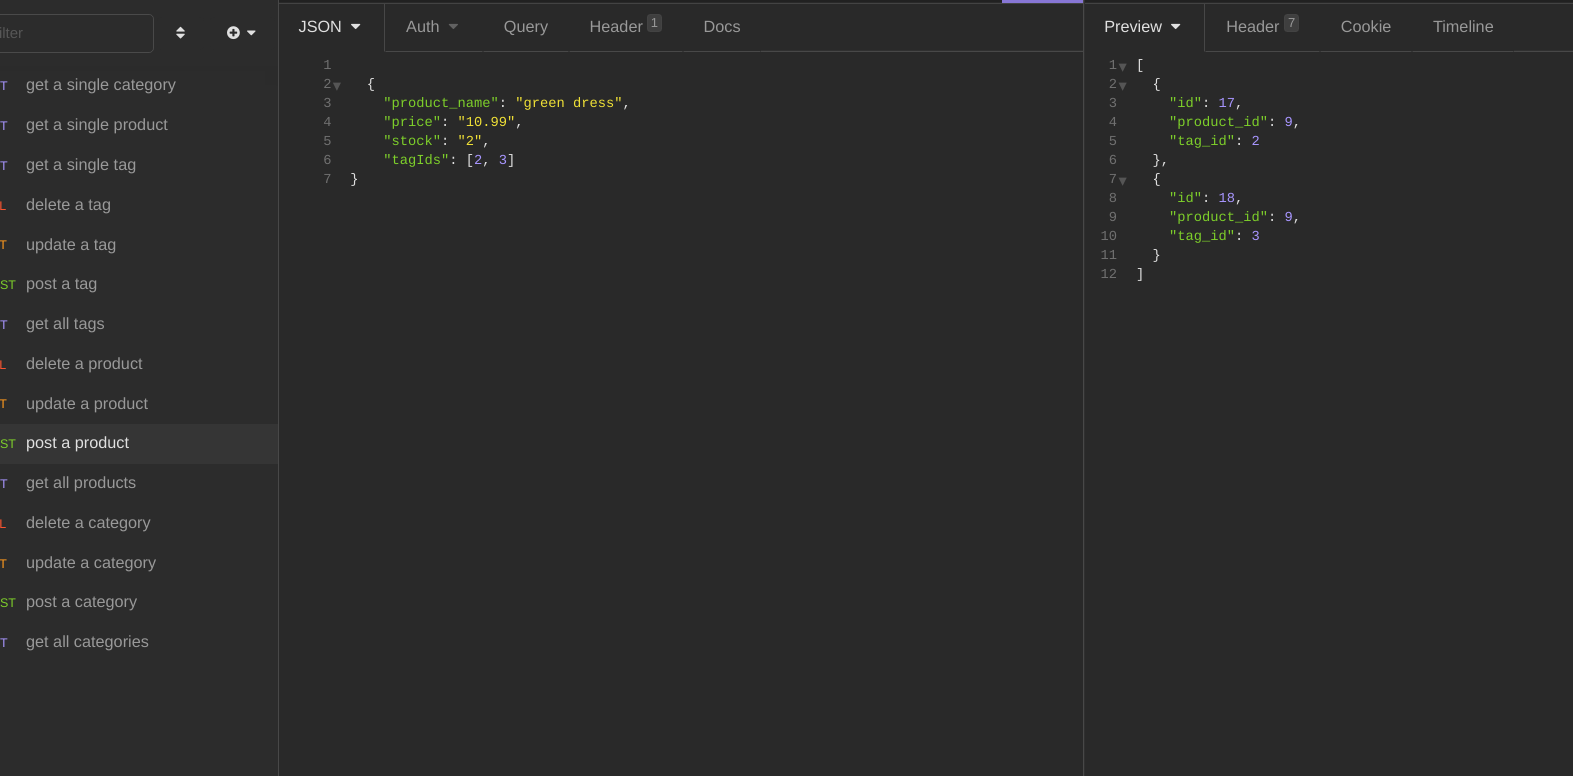 ilter
T get a single category
T get a single product
T get a single tag
L delete a tag
T update a tag
ST post a tag
T get all tags
L delete a product
T update a product
ST post a product
T get all products
L delete a category
T update a category
ST post a category
T get all categories
JSON Auth Query Header 1 Docs
1
2 {
3 "product_name": "green dress",
4 "price": "10.99",
5 "stock": "2",
6 "tagIds": [2, 3]
7 }
Preview Header 7 Cookie Timeline
1 [
2 {
3 "id": 17,
4 "product_id": 9,
5 "tag_id": 2
6 },
7 {
8 "id": 18,
9 "product_id": 9,
10 "tag_id": 3
11 }
12 ]